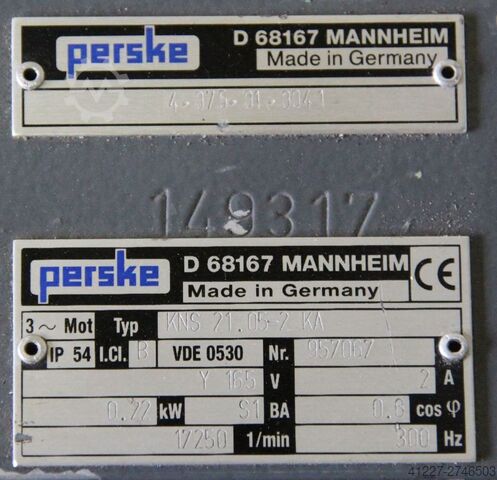 perske D 68167 MANNHEIM
Made in Germany
4.075.01.3041
149317
perske D 68167 MANNHEIM CE
Made in Germany
3~ Mot Typ KNS 21.05-2 KA
IP 54 I.Cl. B VDE 0530 Nr. 957067
Y 165 V 2 A
0.22 kW S1 BA 0.6 cos φ
17250 1/min 300 Hz
41227-2746503